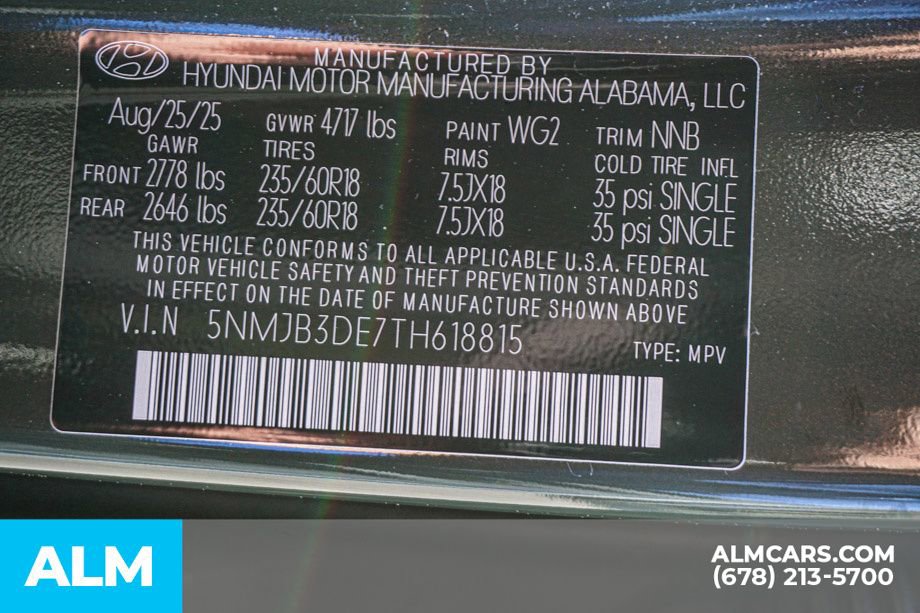 MANUFACTURED BY
HYUNDAI MOTOR MANUFACTURING ALABAMA, LLC
Aug/25/25 GVWR 4717 lbs PAINT WG2 TRIM NNB
GAWR TIRES RIMS COLD TIRE INFL
FRONT 2778 lbs 235/60R18 7.5JX18 35 psi SINGLE
REAR 2646 lbs 235/60R18 7.5JX18 35 psi SINGLE
THIS VEHICLE CONFORMS TO ALL APPLICABLE U.S.A. FEDERAL
MOTOR VEHICLE SAFETY AND THEFT PREVENTION STANDARDS
IN EFFECT ON THE DATE OF MANUFACTURE SHOWN ABOVE
V.I.N 5NMJB3DE7TH618815
TYPE: MPV
ALM
ALMCARS.COM
(678) 213-5700